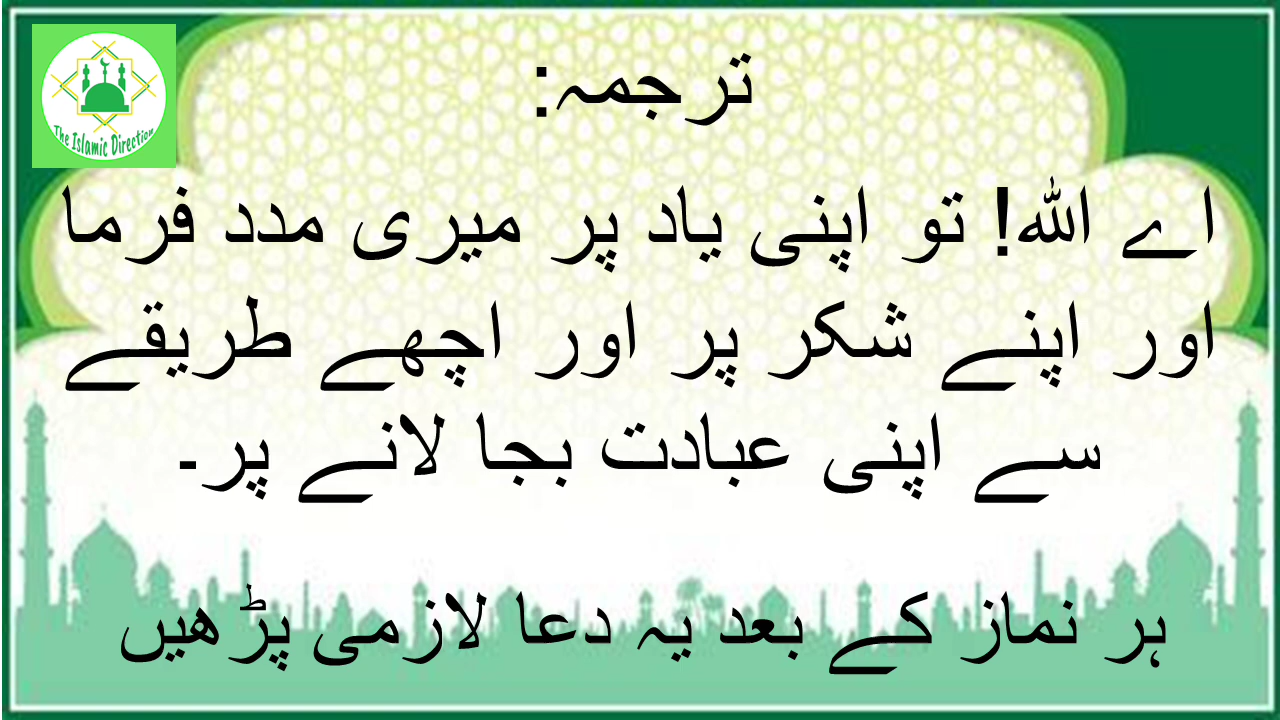 The Islamic Direction
ترجمہ:
اے اللہ! تو اپنی یاد پر میری مدد فرما
اور اپنے شکر پر اور اچھے طریقے
سے اپنی عبادت بجا لانے پر۔
ہر نماز کے بعد یہ دعا لازمی پڑھیں